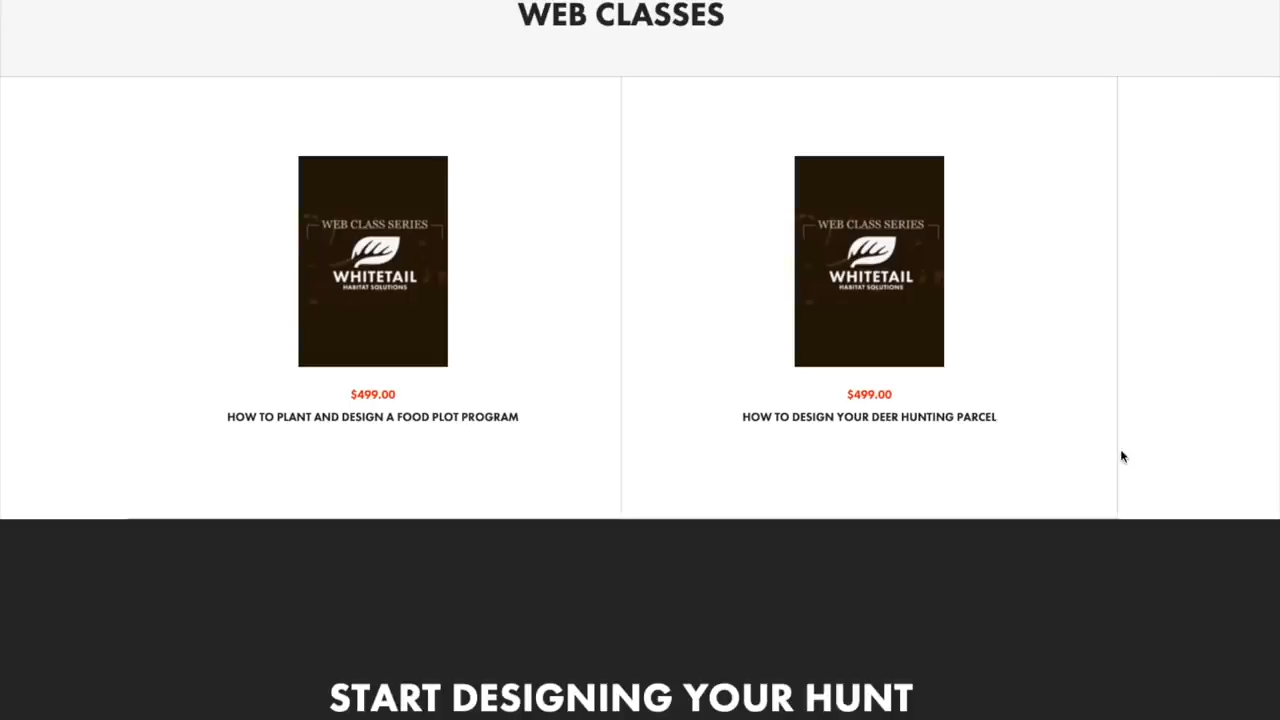 WEB CLASSES
WEB CLASS SERIES
WHITETAIL
HABITAT SOLUTIONS
$499.00
HOW TO PLANT AND DESIGN A FOOD PLOT PROGRAM
WEB CLASS SERIES
WHITETAIL
HABITAT SOLUTIONS
$499.00
HOW TO DESIGN YOUR DEER HUNTING PARCEL
START DESIGNING YOUR HUNT